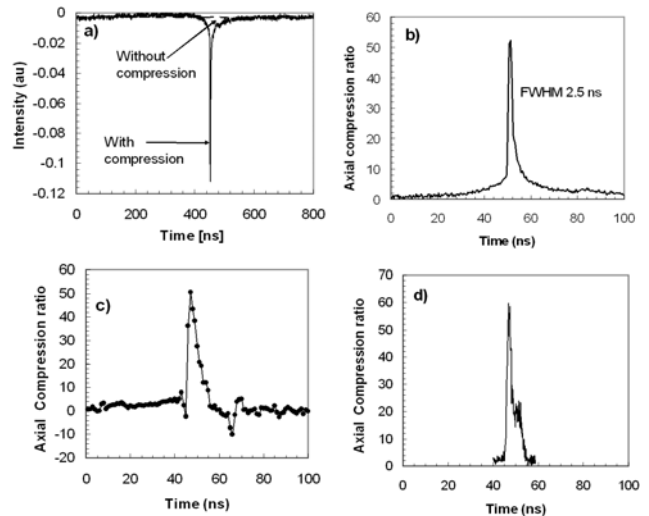 a)
Without
compression
With
compression
Intensity (au)
0
-0.02
-0.04
-0.06
-0.08
-0.1
-0.12
0 200 400 600 800
Time [ns]
b)
FWHM 2.5 ns
Axial compression ratio
60
50
40
30
20
10
0
0 20 40 60 80 100
Time (ns)
c)
Axial Compression ratio
60
50
40
30
20
10
0
-10
-20
0 20 40 60 80 100
Time (ns)
d)
Axial Compression ratio
70
60
50
40
30
20
10
0
0 20 40 60 80 100
Time (ns)